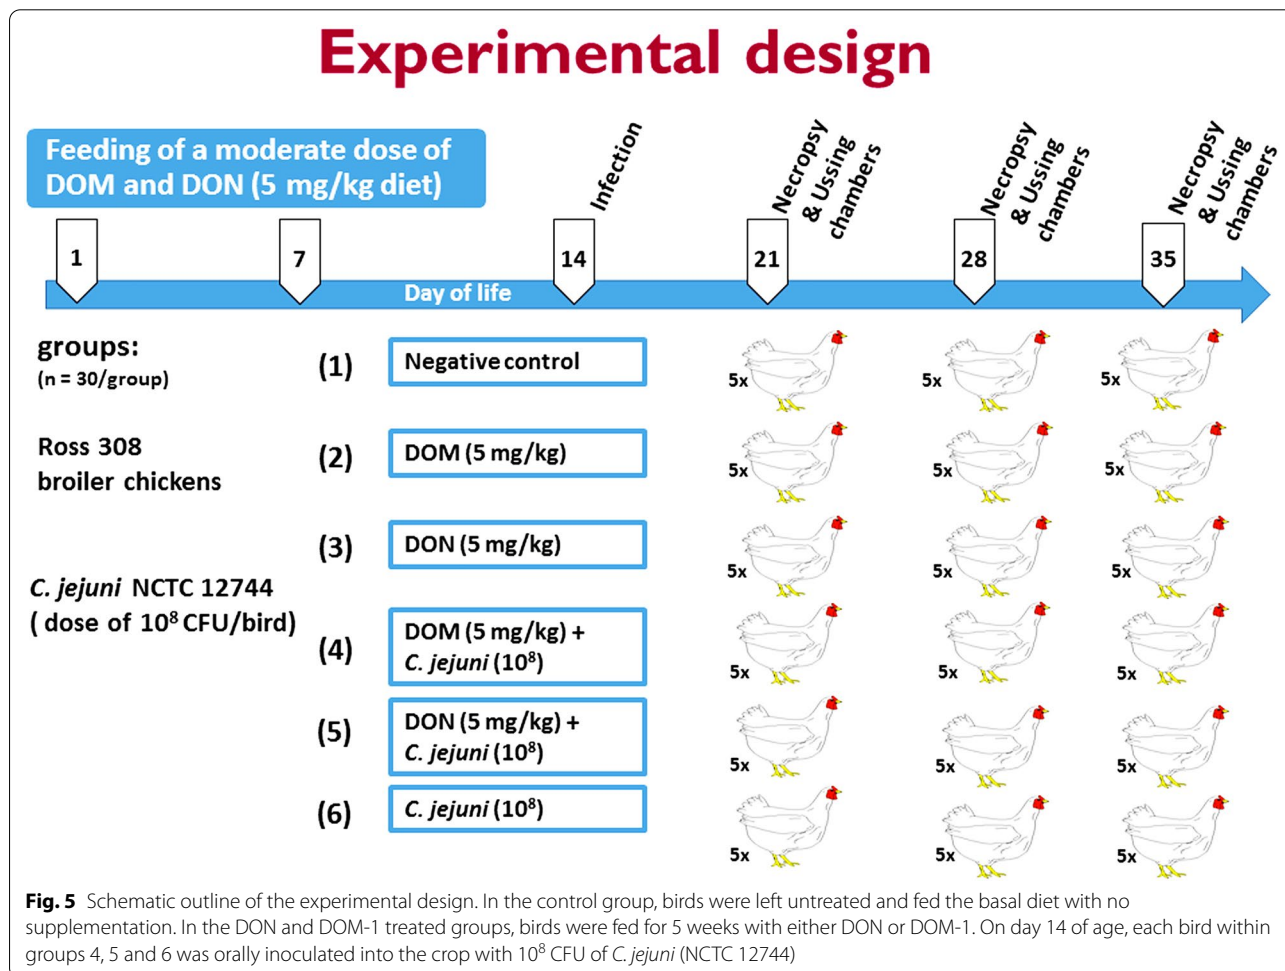 Experimental design
Feeding of a moderate dose of
DOM and DON (5 mg/kg diet)
Infection
Necropsy
& Ussing
chambers
Necropsy
& Ussing
chambers
Necropsy
& Ussing
chambers
1
7
14
21
28
35
Day of life
groups:
(n = 30/group)
(1)
Negative control
5x
5x
5x
Ross 308
broiler chickens
(2)
DOM (5 mg/kg)
5x
5x
5x
(3)
DON (5 mg/kg)
5x
5x
5x
C. jejuni NCTC 12744
( dose of 10⁸ CFU/bird)
(4)
DOM (5 mg/kg) +
C. jejuni (10⁸)
5x
5x
5x
(5)
DON (5 mg/kg) +
C. jejuni (10⁸)
5x
5x
5x
(6)
C. jejuni (10⁸)
5x
5x
5x
Fig. 5 Schematic outline of the experimental design. In the control group, birds were left untreated and fed the basal diet with no
supplementation. In the DON and DOM-1 treated groups, birds were fed for 5 weeks with either DON or DOM-1. On day 14 of age, each bird within
groups 4, 5 and 6 was orally inoculated into the crop with 10⁸ CFU of C. jejuni (NCTC 12744)